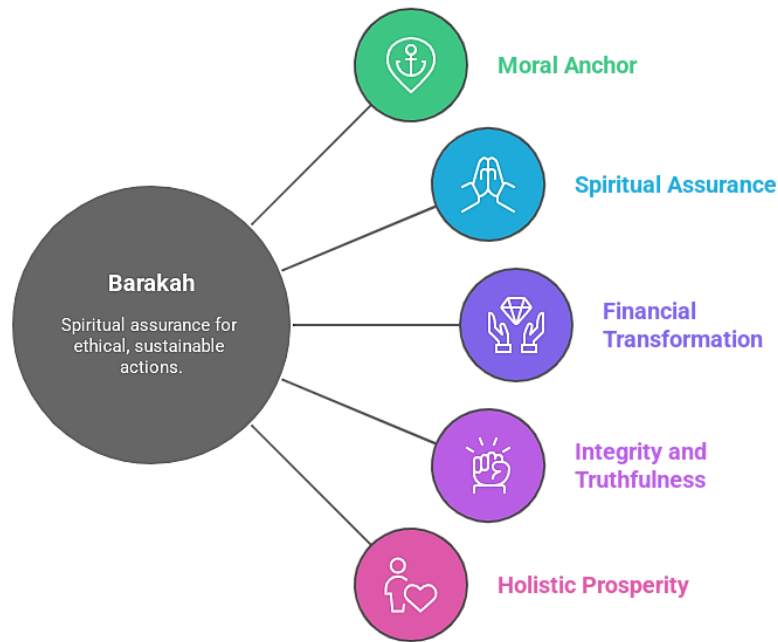 Moral Anchor
Spiritual Assurance
Barakah
Spiritual assurance for
ethical, sustainable
actions.
Financial
Transformation
Integrity and
Truthfulness
Holistic Prosperity